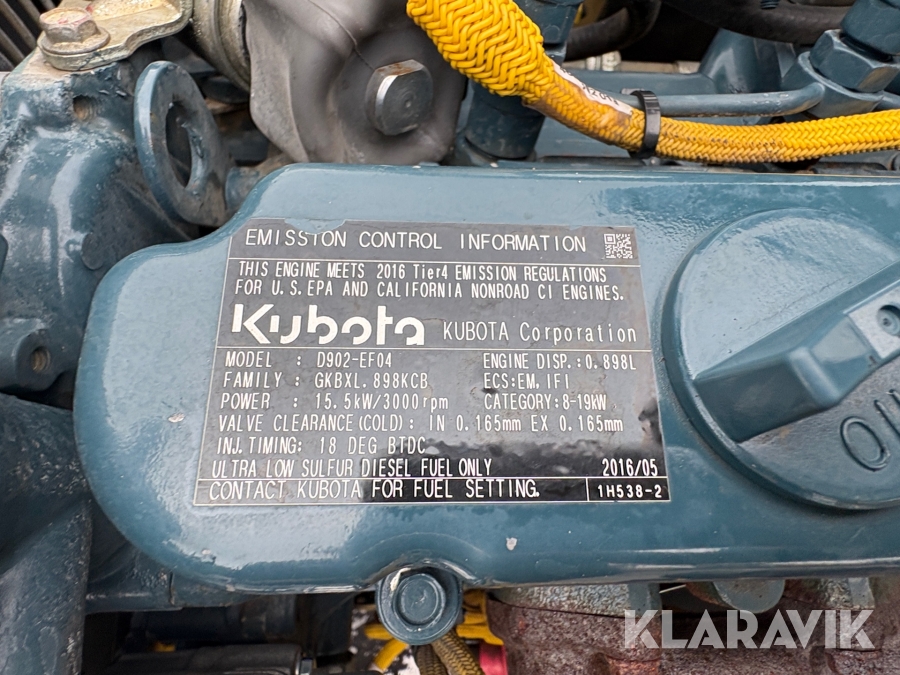 EMISSION CONTROL INFORMATION
THIS ENGINE MEETS 2016 Tier4 EMISSION REGULATIONS
FOR U.S. EPA AND CALIFORNIA NONROAD CI ENGINES.
Kubota KUBOTA Corporation
MODEL : D902-EF04 ENGINE DISP.:0.898L
FAMILY : GKBXL.898KCB ECS:EM,IFI
POWER : 15.5kW/3000rpm CATEGORY:8-19kW
VALVE CLEARANCE(COLD): IN 0.165mm EX 0.165mm
INJ.TIMING: 18 DEG BTDC
ULTRA LOW SULFUR DIESEL FUEL ONLY 2016/05
CONTACT KUBOTA FOR FUEL SETTING. 1H538-2
OIL
KLARAVIK